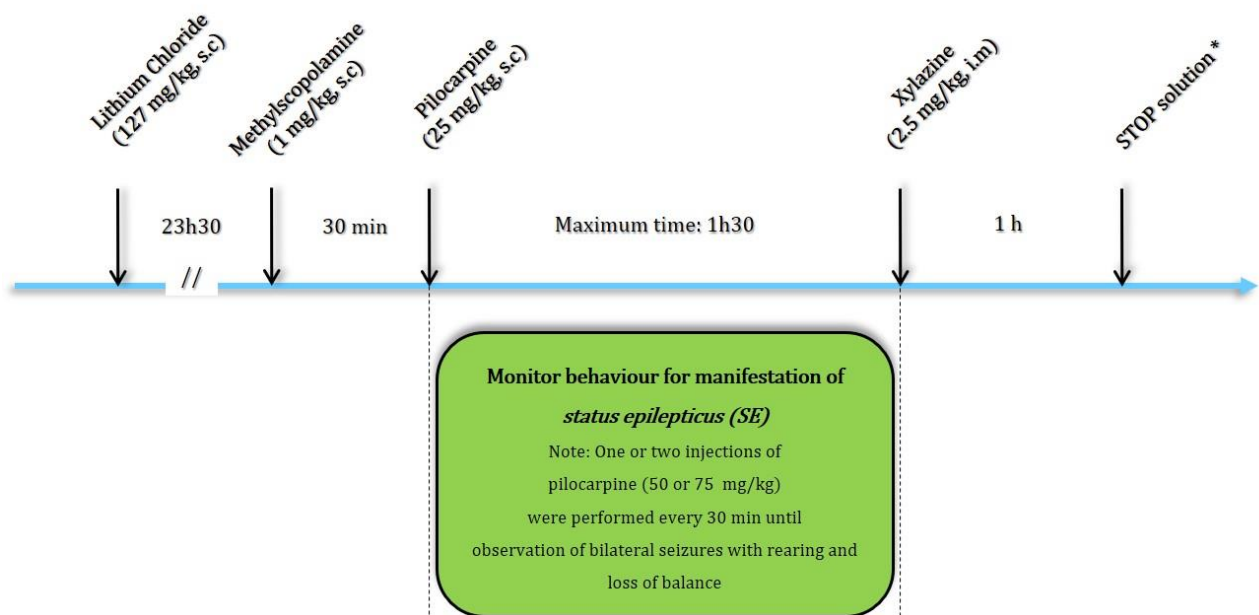 Lithium Chloride
(127 mg/kg, s.c)
Methylscopolamine
(1 mg/kg, s.c)
Pilocarpine
(25 mg/kg, s.c)
Xylazine
(2.5 mg/kg, i.m)
STOP solution *
23h30
30 min
Maximum time: 1h30
1 h
//
Monitor behaviour for manifestation of
status epilepticus (SE)
Note: One or two injections of
pilocarpine (50 or 75 mg/kg)
were performed every 30 min until
observation of bilateral seizures with rearing and
loss of balance